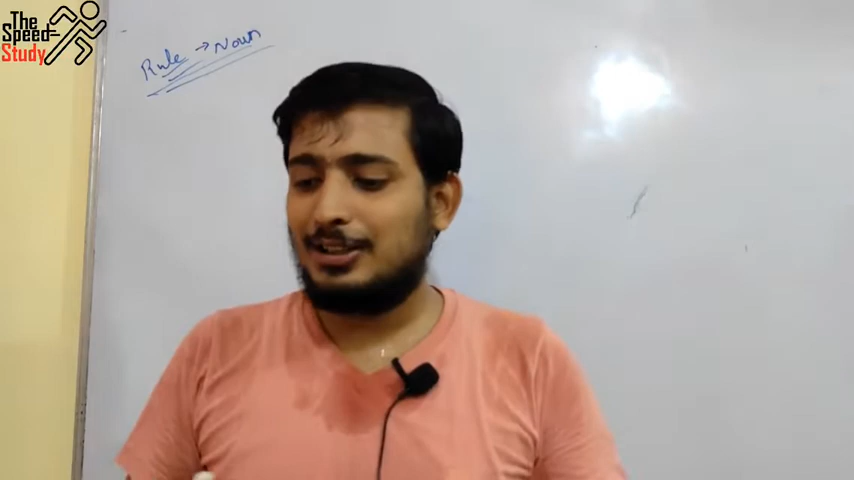 The
Speed
Study
Rule → Noun